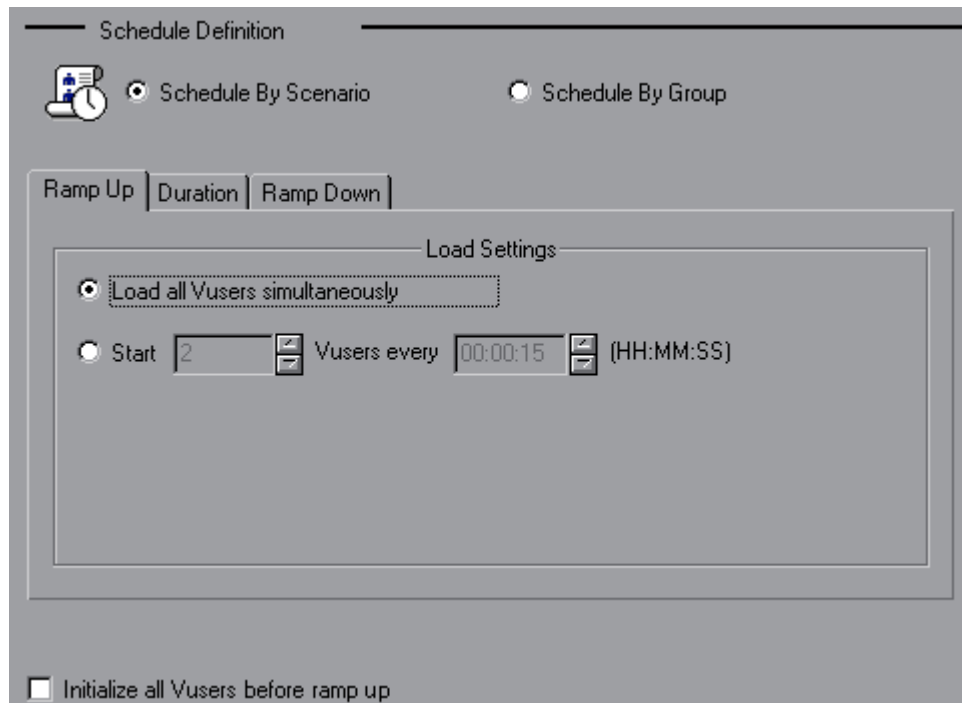 Schedule Definition
Schedule By Scenario Schedule By Group
Ramp Up Duration Ramp Down
Load Settings
Load all Vusers simultaneously
Start 2 Vusers every 00:00:15 (HH:MM:SS)
Initialize all Vusers before ramp up